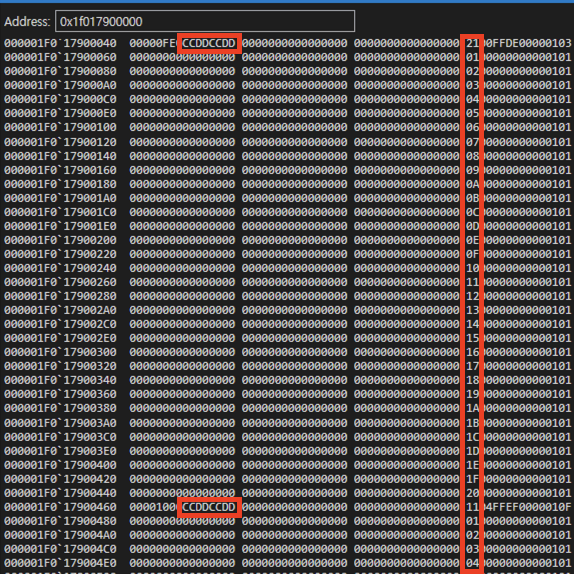 Address: 0x1f017900000
000001F0`17900040 00000FE0CCDDCCDD 0000000000000000 0000000000000000 2100FFDE00000103
000001F0`17900060 0000000000000000 0000000000000000 0000000000000000 0100000000000101
000001F0`17900080 0000000000000000 0000000000000000 0000000000000000 0200000000000101
000001F0`179000A0 0000000000000000 0000000000000000 0000000000000000 0300000000000101
000001F0`179000C0 0000000000000000 0000000000000000 0000000000000000 0400000000000101
000001F0`179000E0 0000000000000000 0000000000000000 0000000000000000 0500000000000101
000001F0`17900100 0000000000000000 0000000000000000 0000000000000000 0600000000000101
000001F0`17900120 0000000000000000 0000000000000000 0000000000000000 0700000000000101
000001F0`17900140 0000000000000000 0000000000000000 0000000000000000 0800000000000101
000001F0`17900160 0000000000000000 0000000000000000 0000000000000000 0900000000000101
000001F0`17900180 0000000000000000 0000000000000000 0000000000000000 0A00000000000101
000001F0`179001A0 0000000000000000 0000000000000000 0000000000000000 0B00000000000101
000001F0`179001C0 0000000000000000 0000000000000000 0000000000000000 0C00000000000101
000001F0`179001E0 0000000000000000 0000000000000000 0000000000000000 0D00000000000101
000001F0`17900200 0000000000000000 0000000000000000 0000000000000000 0E00000000000101
000001F0`17900220 0000000000000000 0000000000000000 0000000000000000 0F00000000000101
000001F0`17900240 0000000000000000 0000000000000000 0000000000000000 1000000000000101
000001F0`17900260 0000000000000000 0000000000000000 0000000000000000 1100000000000101
000001F0`17900280 0000000000000000 0000000000000000 0000000000000000 1200000000000101
000001F0`179002A0 0000000000000000 0000000000000000 0000000000000000 1300000000000101
000001F0`179002C0 0000000000000000 0000000000000000 0000000000000000 1400000000000101
000001F0`179002E0 0000000000000000 0000000000000000 0000000000000000 1500000000000101
000001F0`17900300 0000000000000000 0000000000000000 0000000000000000 1600000000000101
000001F0`17900320 0000000000000000 0000000000000000 0000000000000000 1700000000000101
000001F0`17900340 0000000000000000 0000000000000000 0000000000000000 1800000000000101
000001F0`17900360 0000000000000000 0000000000000000 0000000000000000 1900000000000101
000001F0`17900380 0000000000000000 0000000000000000 0000000000000000 1A00000000000101
000001F0`179003A0 0000000000000000 0000000000000000 0000000000000000 1B00000000000101
000001F0`179003C0 0000000000000000 0000000000000000 0000000000000000 1C00000000000101
000001F0`179003E0 0000000000000000 0000000000000000 0000000000000000 1D00000000000101
000001F0`17900400 0000000000000000 0000000000000000 0000000000000000 1E00000000000101
000001F0`17900420 0000000000000000 0000000000000000 0000000000000000 1F00000000000101
000001F0`17900440 0000000000000000 0000000000000000 0000000000000000 2000000000000101
000001F0`17900460 00001000CCDDCCDD 0000000000000000 0000000000000000 1104FFEF0000010F
000001F0`17900480 0000000000000000 0000000000000000 0000000000000000 0100000000000101
000001F0`179004A0 0000000000000000 0000000000000000 0000000000000000 0200000000000101
000001F0`179004C0 0000000000000000 0000000000000000 0000000000000000 0300000000000101
000001F0`179004E0 0000000000000000 0000000000000000 0000000000000000